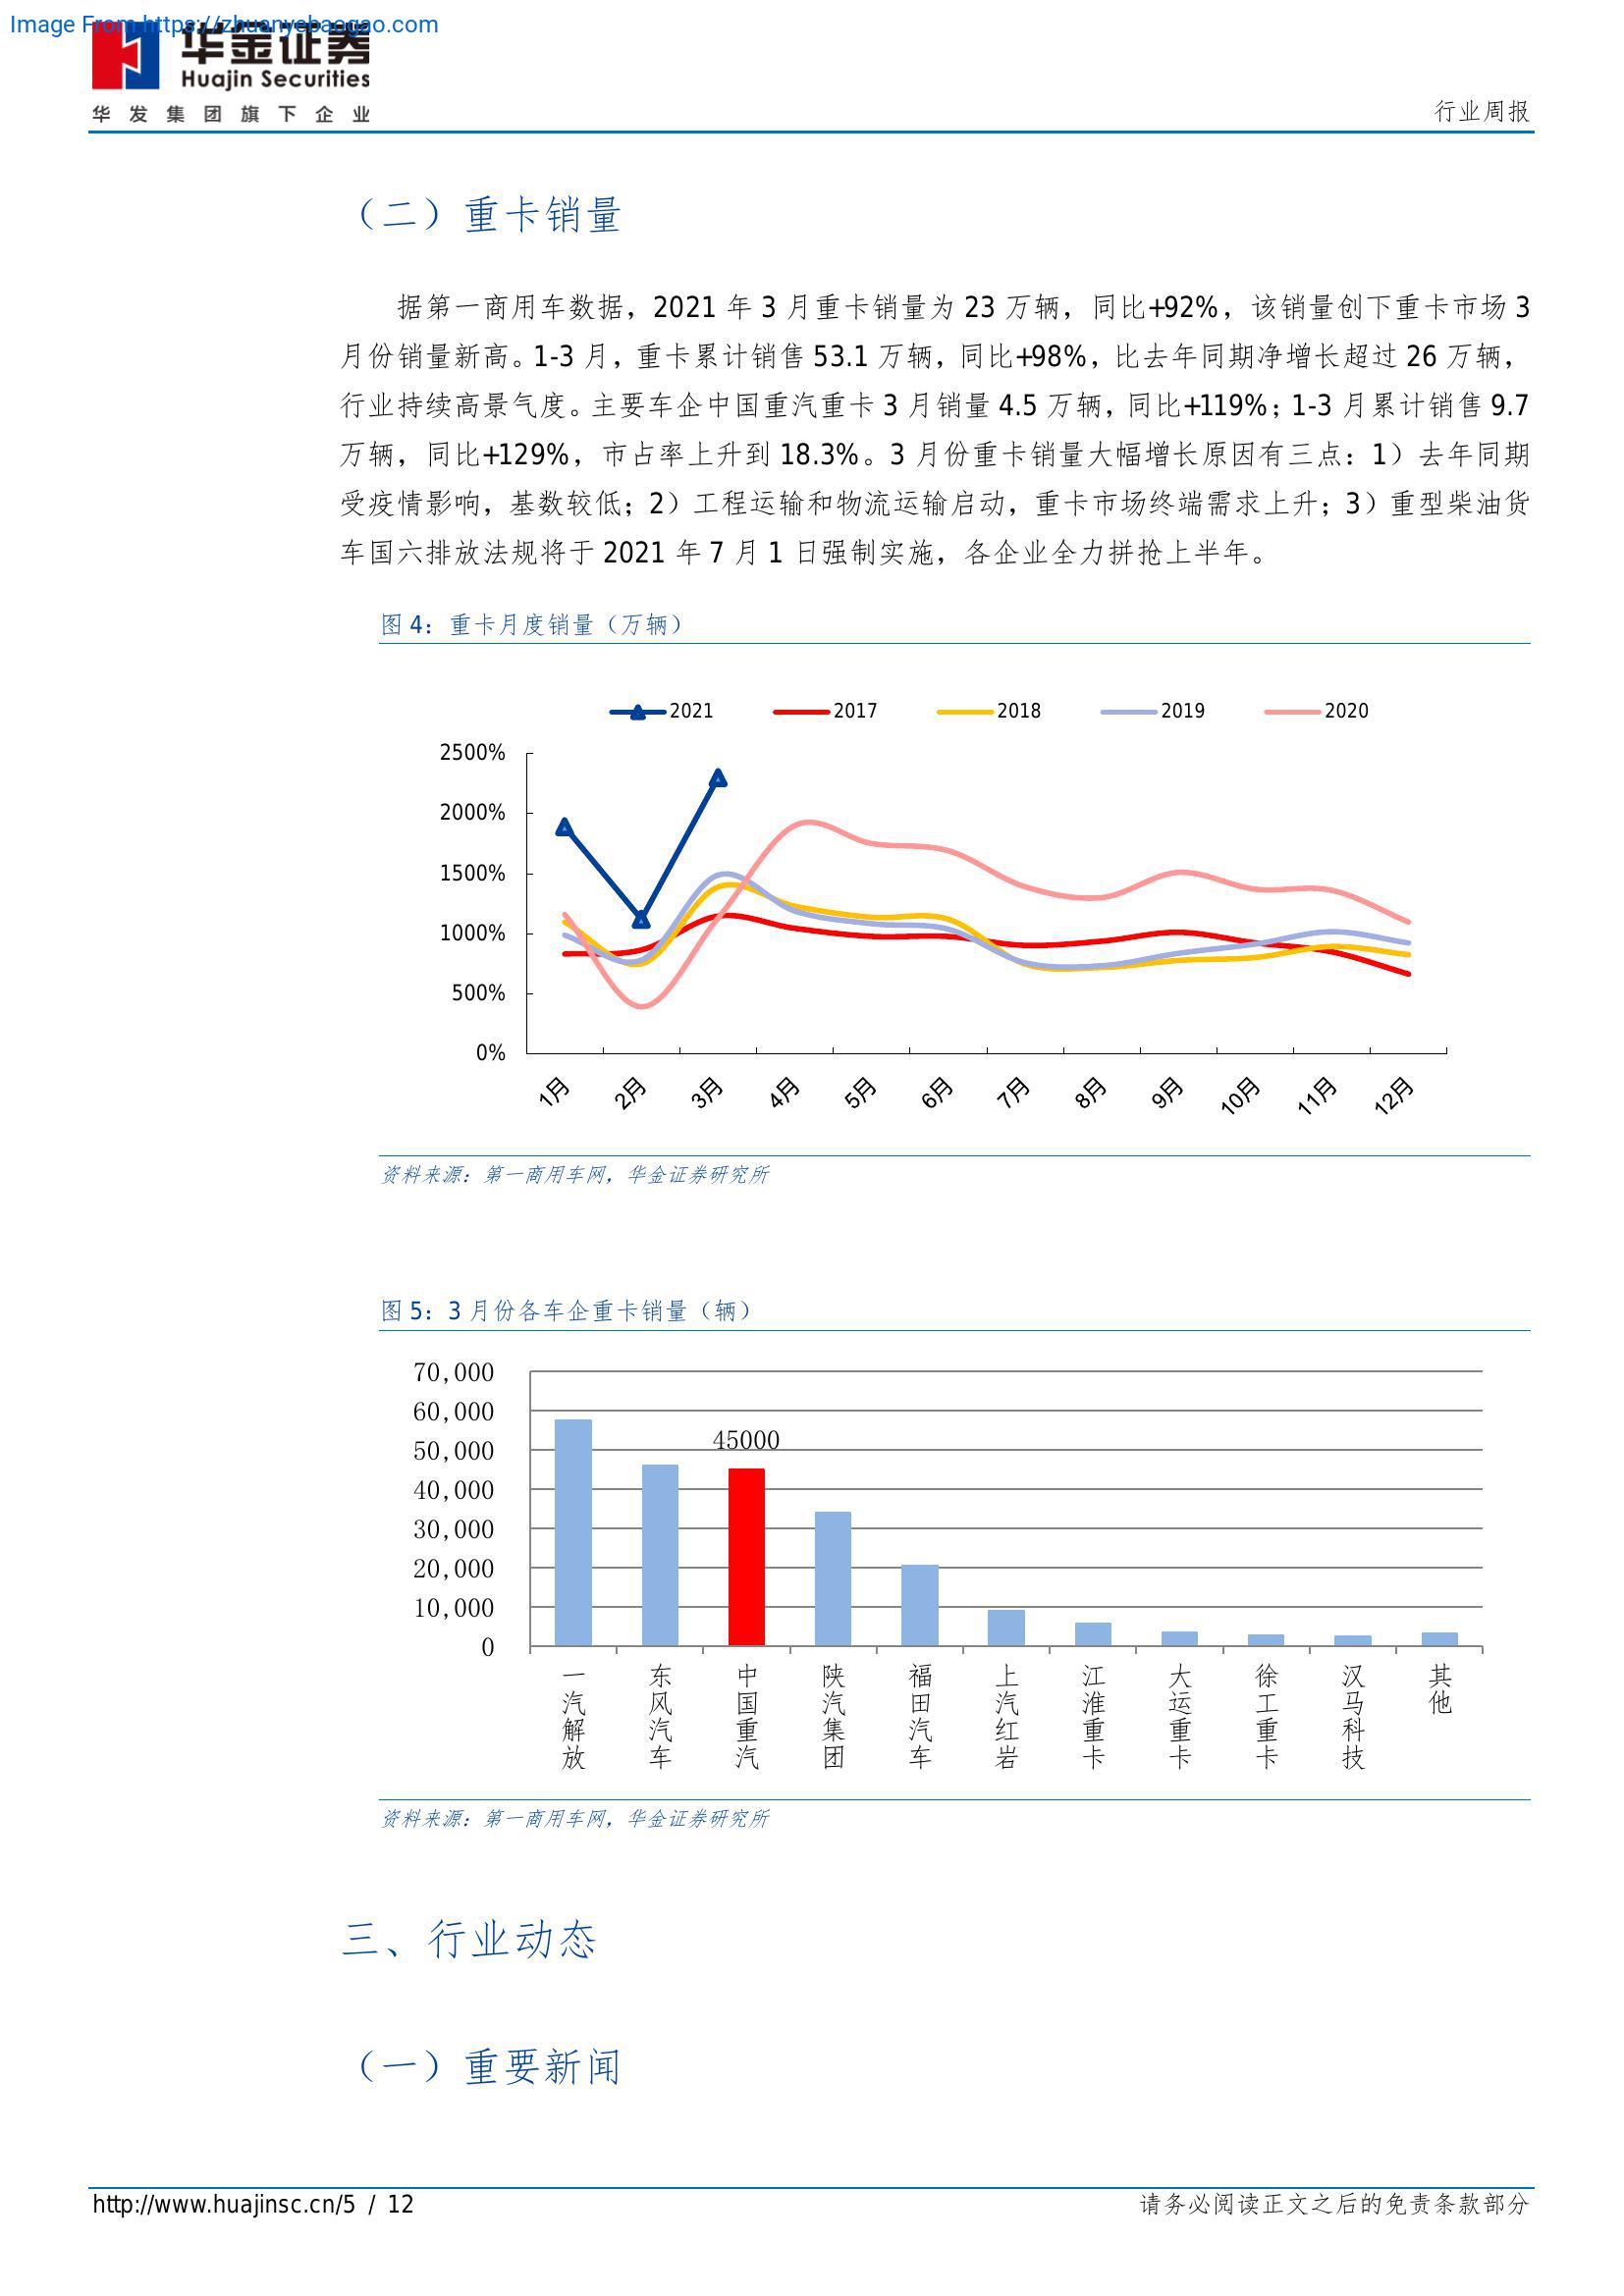 Image From https://zhuanyebaogao.com
华金证券
Huajin Securities
华发集团旗下企业
行业周报
（二）重卡销量
据第一商用车数据，2021 年 3 月重卡销量为 23 万辆，同比+92%，该销量创下重卡市场 3
月份销量新高。1-3 月，重卡累计销售 53.1 万辆，同比+98%，比去年同期净增长超过 26 万辆，
行业持续高景气度。主要车企中国重汽重卡 3 月销量 4.5 万辆，同比+119%；1-3 月累计销售 9.7
万辆，同比+129%，市占率上升到 18.3%。3 月份重卡销量大幅增长原因有三点：1）去年同期
受疫情影响，基数较低；2）工程运输和物流运输启动，重卡市场终端需求上升；3）重型柴油货
车国六排放法规将于 2021 年 7 月 1 日强制实施，各企业全力拼抢上半年。
图 4：重卡月度销量（万辆）
2021 2017 2018 2019 2020
2500%
2000%
1500%
1000%
500%
0%
1月 2月 3月 4月 5月 6月 7月 8月 9月 10月 11月 12月
资料来源：第一商用车网，华金证券研究所
图 5：3 月份各车企重卡销量（辆）
70,000
60,000
50,000
40,000
30,000
20,000
10,000
0
45000
一汽解放 东风汽车 中国重汽 陕汽集团 福田汽车 上汽红岩 江淮重卡 大运重卡 徐工重卡 汉马科技 其他
资料来源：第一商用车网，华金证券研究所
三、行业动态
（一）重要新闻
http://www.huajinsc.cn/5 / 12
请务必阅读正文之后的免责条款部分